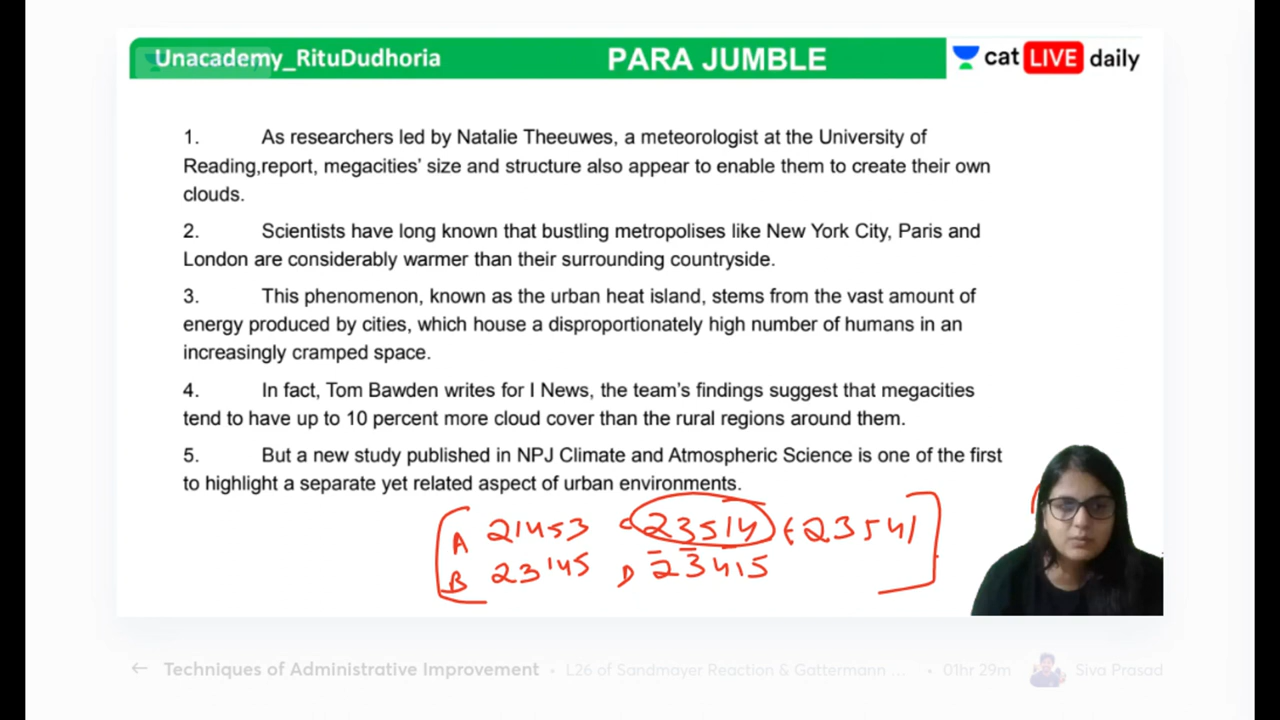 Unacademy_RituDudhoria PARA JUMBLE cat LIVE daily
1. As researchers led by Natalie Theeuwes, a meteorologist at the University of
Reading,report, megacities' size and structure also appear to enable them to create their own
clouds.
2. Scientists have long known that bustling metropolises like New York City, Paris and
London are considerably warmer than their surrounding countryside.
3. This phenomenon, known as the urban heat island, stems from the vast amount of
energy produced by cities, which house a disproportionately high number of humans in an
increasingly cramped space.
4. In fact, Tom Bawden writes for I News, the team's findings suggest that megacities
tend to have up to 10 percent more cloud cover than the rural regions around them.
5. But a new study published in NPJ Climate and Atmospheric Science is one of the first
to highlight a separate yet related aspect of urban environments.
A 21453 C 23514 E 23541
B 23145 D 23415
← Techniques of Administrative Improvement • L26 of Sandmayer Reaction & Gattermann ... • 01hr 29m Siva Prasad